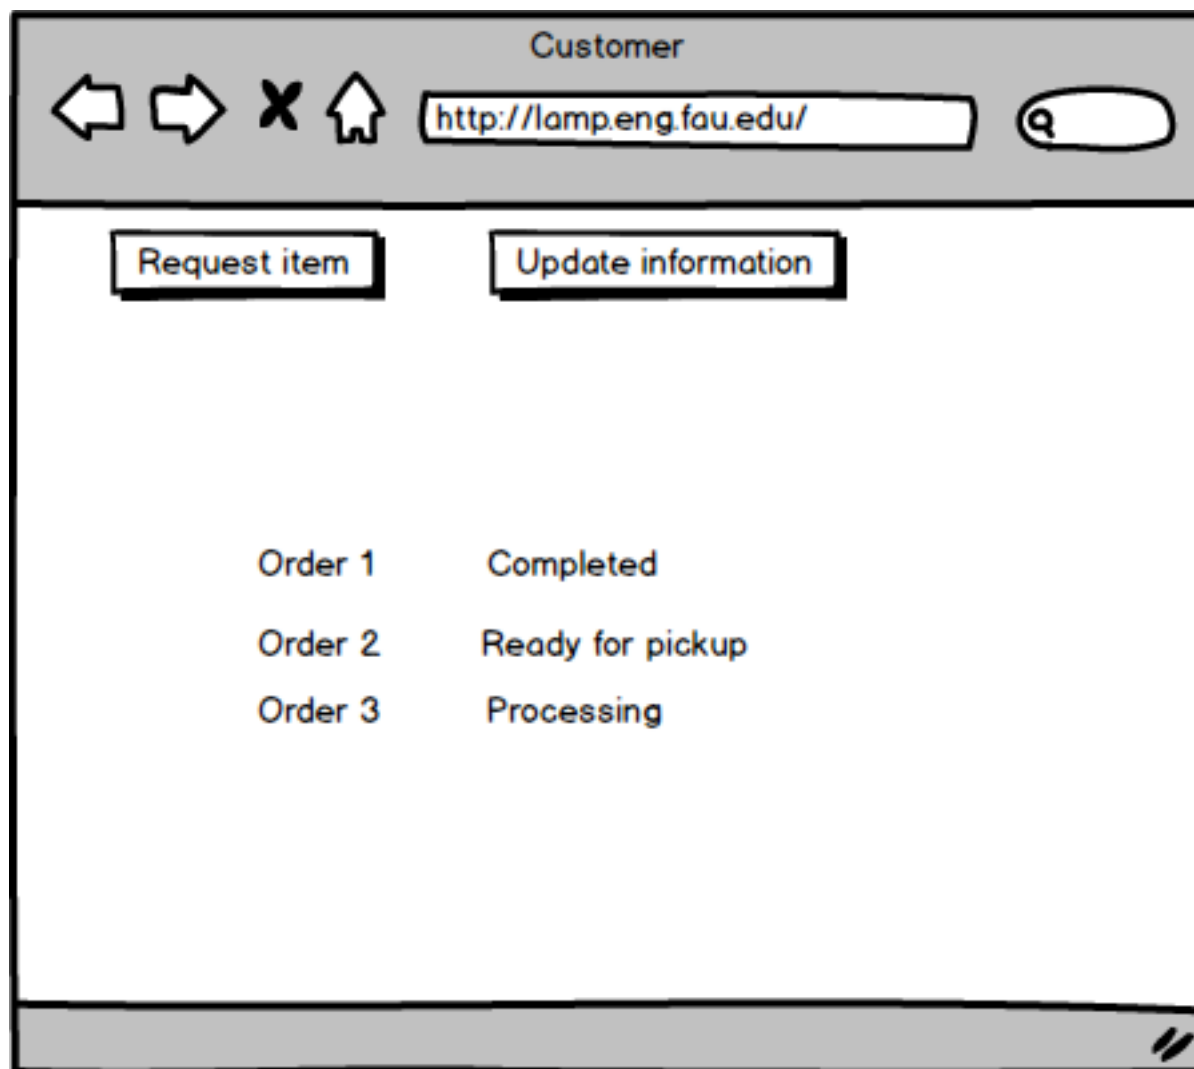 Customer
http://lamp.eng.fau.edu/
Request item Update information
Order 1 Completed
Order 2 Ready for pickup
Order 3 Processing